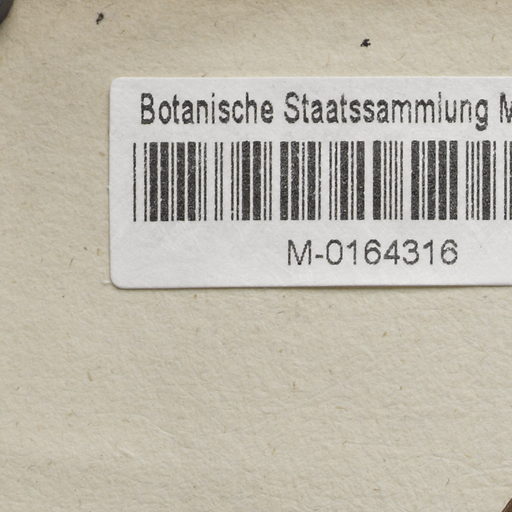 Botanische Staatssammlung M
M-0164316